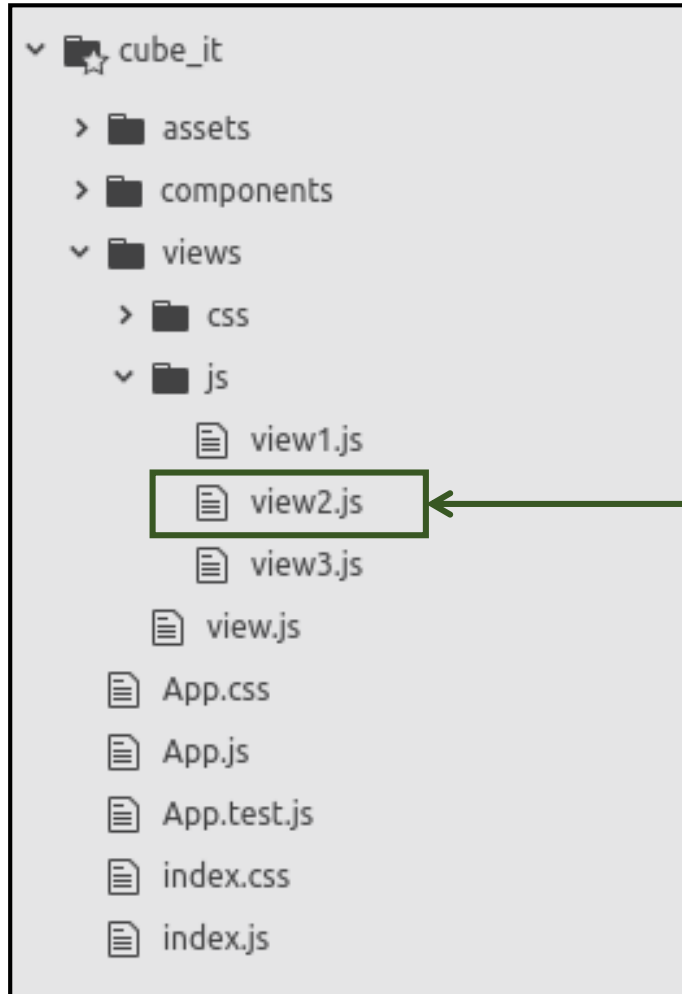 cube_it
assets
components
views
css
js
view1.js
view2.js
view3.js
view.js
App.css
App.js
App.test.js
index.css
index.js